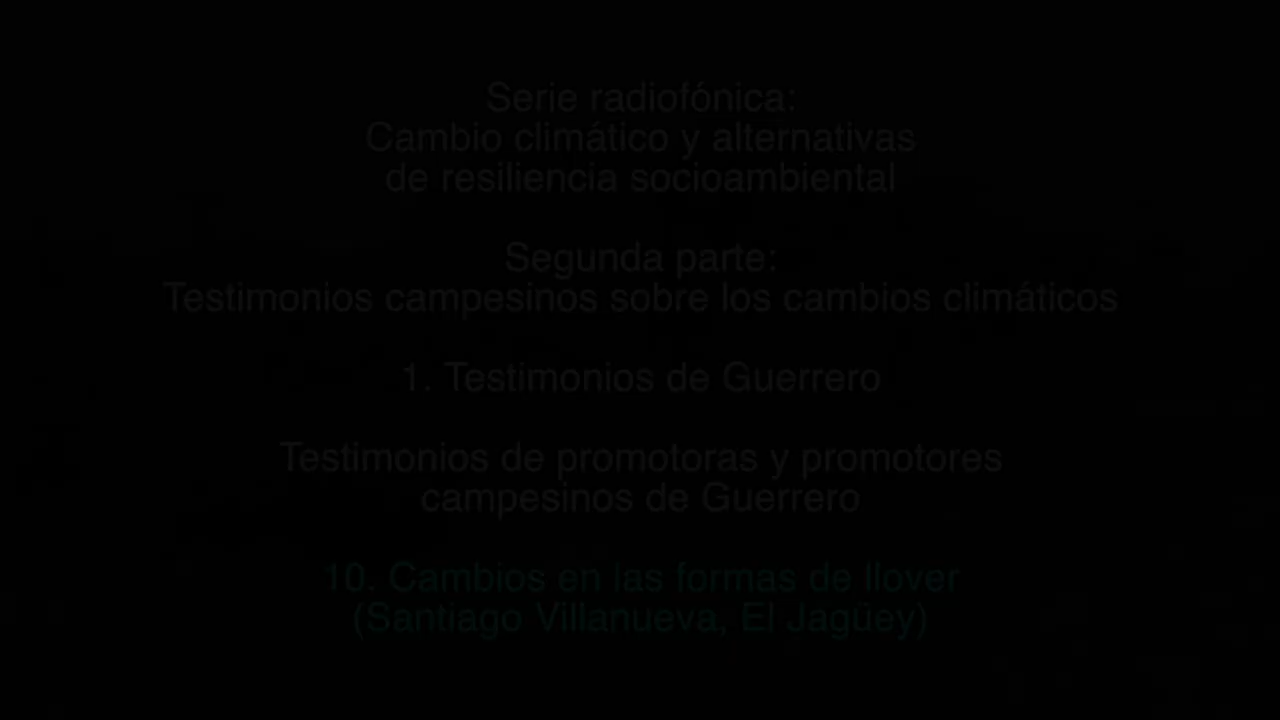 Serie radiofónica:
Cambio climático y alternativas
de resiliencia socioambiental
Segunda parte:
Testimonios campesinos sobre los cambios climáticos
1. Testimonios de Guerrero
Testimonios de promotoras y promotores
campesinos de Guerrero
10. Cambios en las formas de llover
(Santiago Villanueva, El Jagüey)